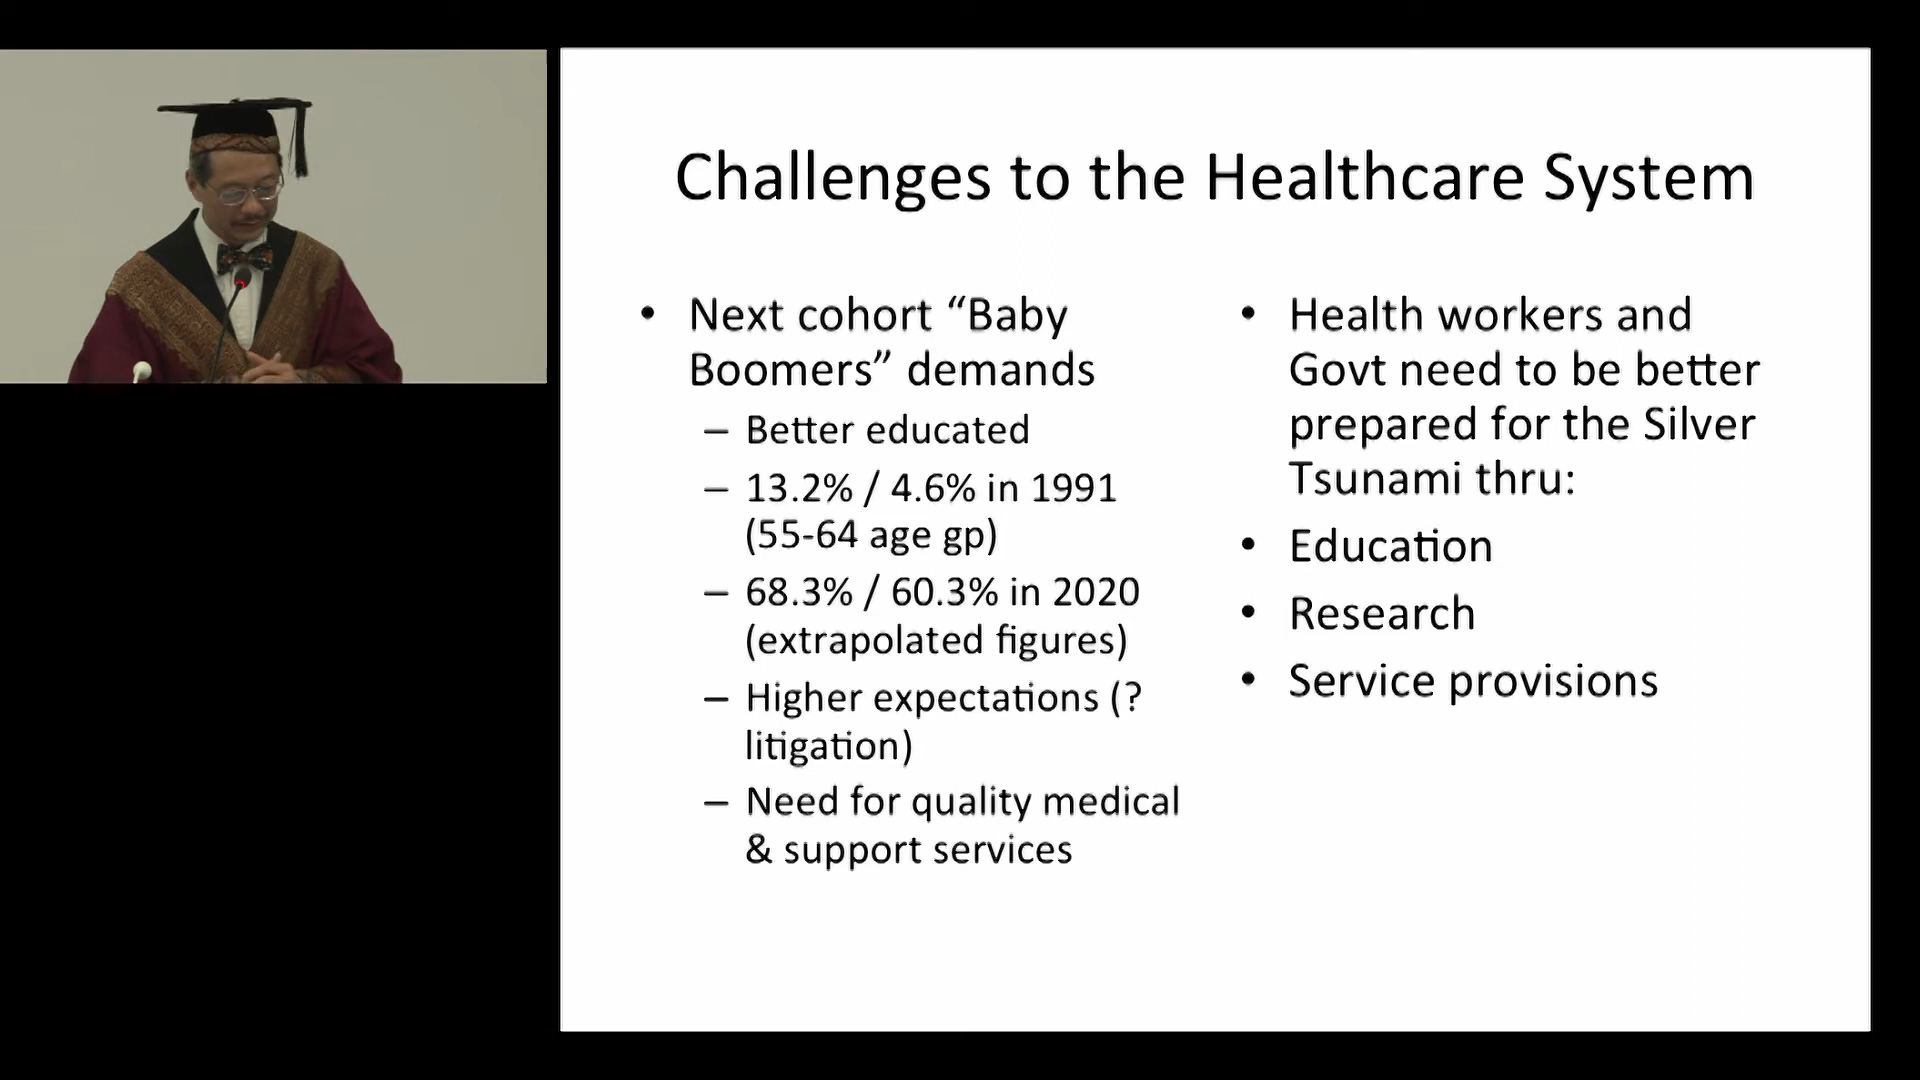 Challenges to the Healthcare System
• Next cohort “Baby
Boomers” demands
– Better educated
– 13.2% / 4.6% in 1991
(55-64 age gp)
– 68.3% / 60.3% in 2020
(extrapolated figures)
– Higher expectations (?
litigation)
– Need for quality medical
& support services
• Health workers and
Govt need to be better
prepared for the Silver
Tsunami thru:
• Education
• Research
• Service provisions